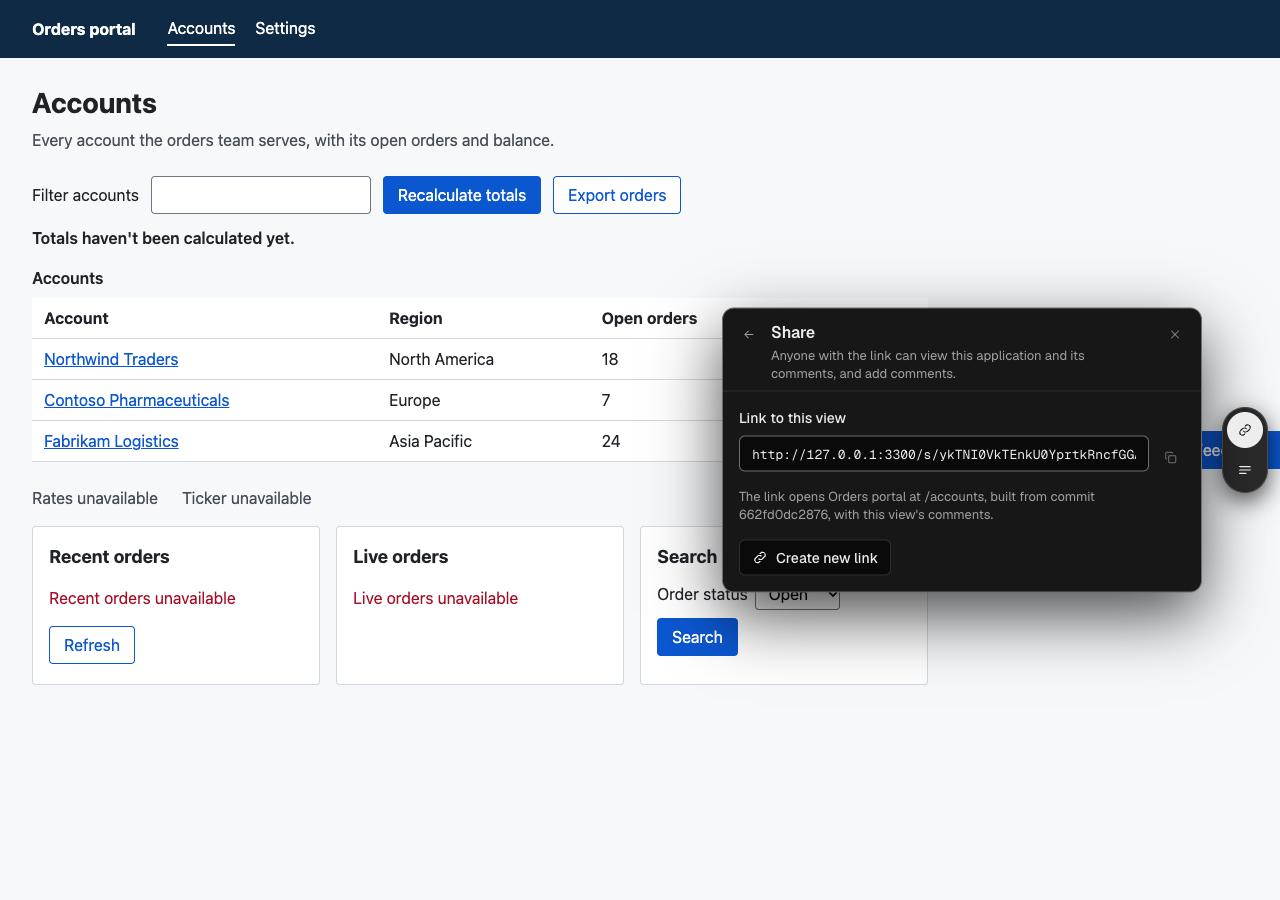 Orders portal Accounts Settings
Accounts
Every account the orders team serves, with its open orders and balance.
Filter accounts Recalculate totals Export orders
Totals haven't been calculated yet.
Accounts
Account Region Open orders
Northwind Traders North America 18
Contoso Pharmaceuticals Europe 7
Fabrikam Logistics Asia Pacific 24
Rates unavailable Ticker unavailable
Recent orders
Recent orders unavailable
Refresh
Live orders
Live orders unavailable
Search
Order status Open
Search
Share
Anyone with the link can view this application and its
comments, and add comments.
Link to this view
http://127.0.0.1:3300/s/ykTNI0VkTEnkU0YprtkRncfGG
The link opens Orders portal at /accounts, built from commit
662fd0dc2876, with this view's comments.
Create new link